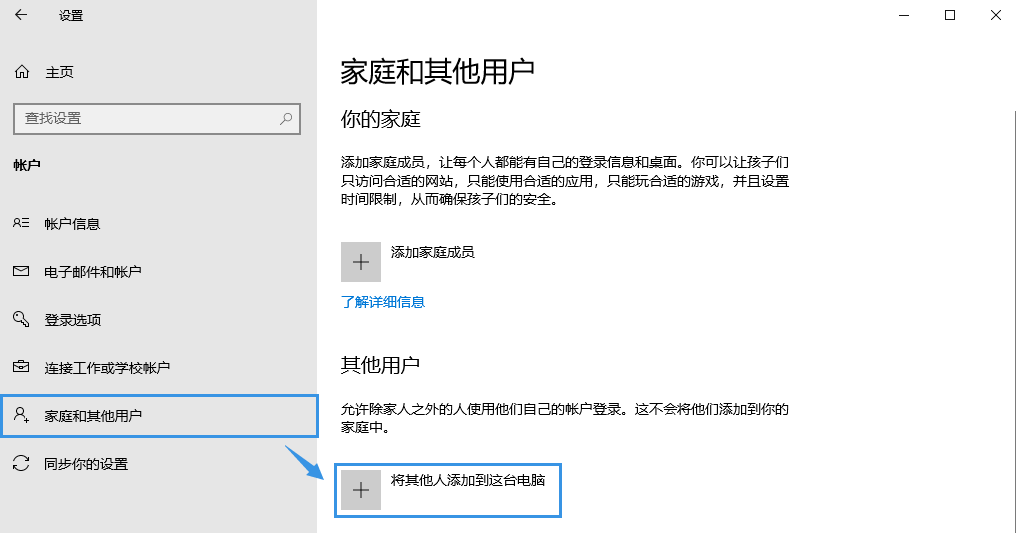 设置
主页
查找设置
帐户
帐户信息
电子邮件和帐户
登录选项
连接工作或学校帐户
家庭和其他用户
同步你的设置
家庭和其他用户
你的家庭
添加家庭成员，让每个人都能有自己的登录信息和桌面。你可以让孩子们
只访问合适的网站，只能使用合适的应用，只能玩合适的游戏，并且设置
时间限制，从而确保孩子们的安全。
添加家庭成员
了解详细信息
其他用户
允许除家人之外的人使用他们自己的帐户登录。这不会将他们添加到你的
家庭中。
将其他人添加到这台电脑